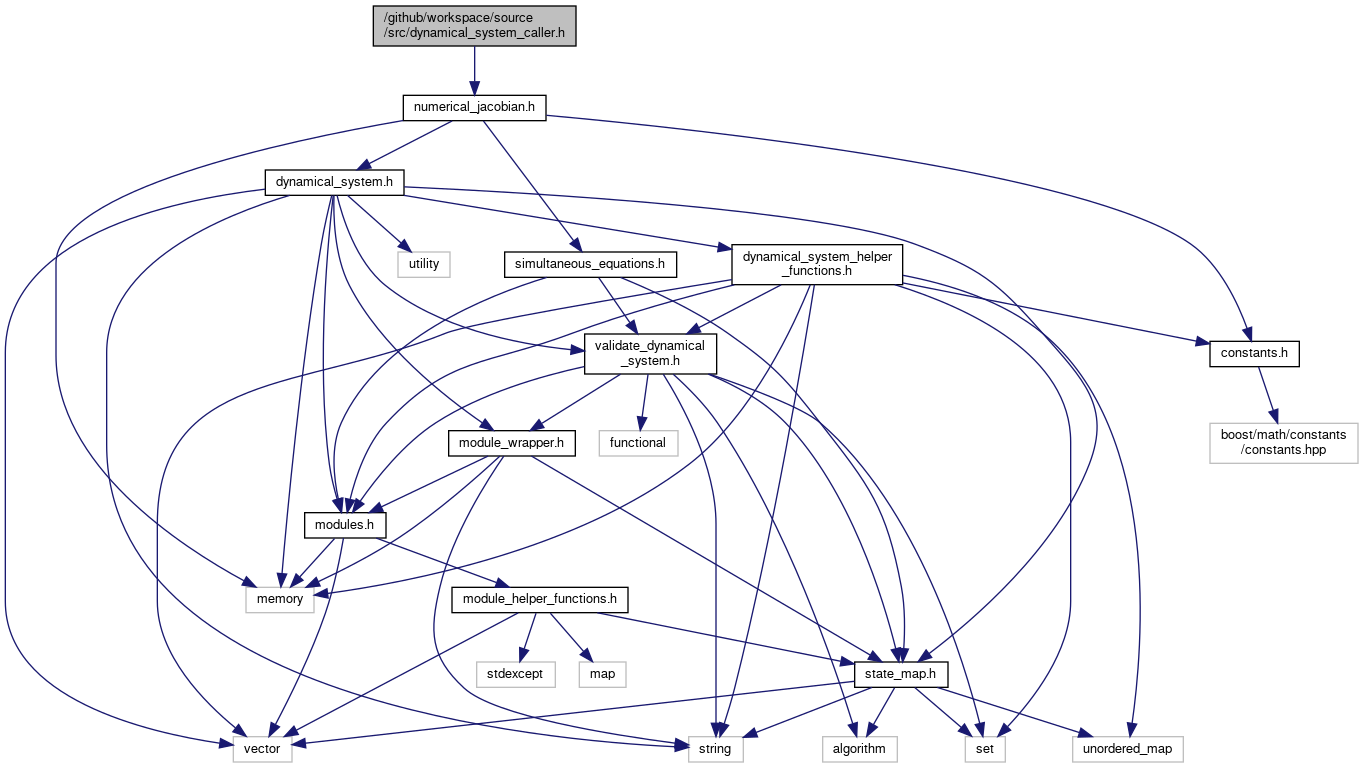 /github/workspace/source
/src/dynamical_system_caller.h
numerical_jacobian.h
dynamical_system.h
utility
simultaneous_equations.h
dynamical_system_helper
_functions.h
validate_dynamical
_system.h
constants.h
module_wrapper.h
functional
boost/math/constants
/constants.hpp
modules.h
memory
module_helper_functions.h
stdexcept
map
state_map.h
vector
string
algorithm
set
unordered_map